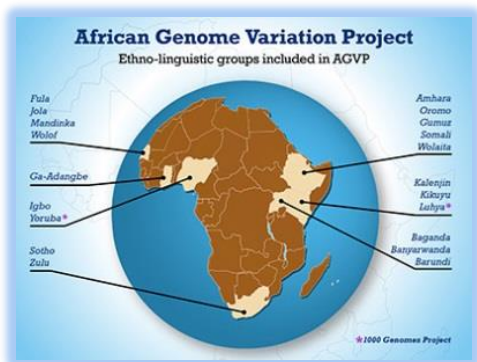 African Genome Variation Project
Ethno-linguistic groups included in AGVP
Fula
Jola
Mandinka
Wolof
Ga-Adangbe
Igbo
Yoruba*
Sotho
Zulu
Amhara
Oromo
Gumuz
Somali
Wolaita
Kalenjin
Kikuyu
Luhya*
Baganda
Banyarwanda
Barundi
*1000 Genomes Project